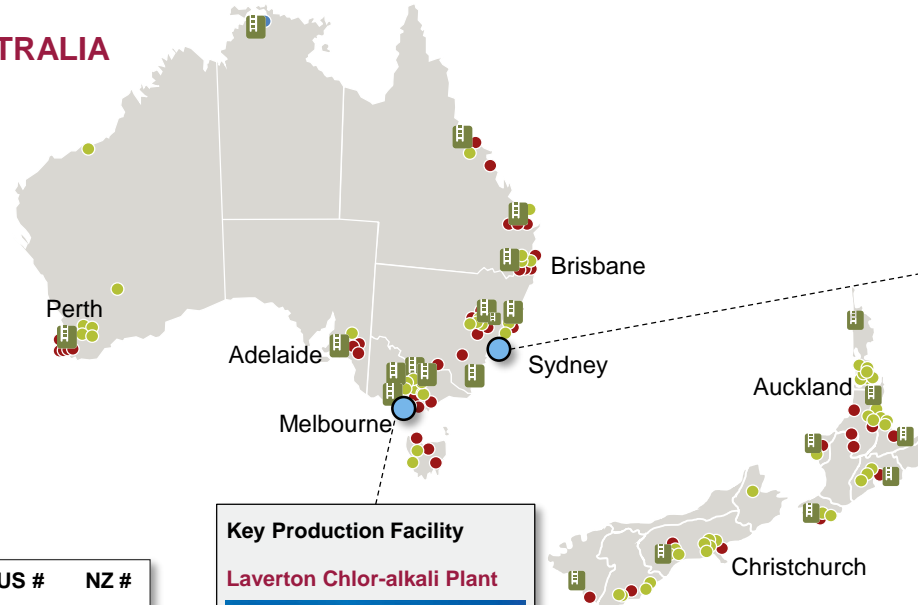 TRALIA
Brisbane
Perth
Adelaide
Sydney
Auckland
Melbourne
Key Production Facility
Laverton Chlor-alkali Plant
Christchurch
US # NZ #